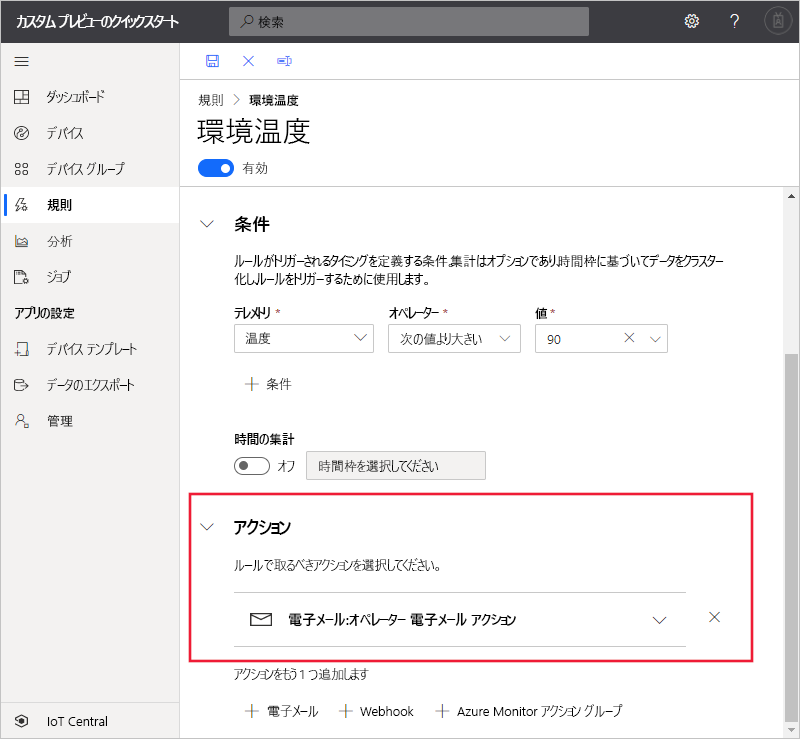 カスタム プレビューのクイックスタート
検索
?
ダッシュボード
デバイス
デバイス グループ
規則
分析
ジョブ
アプリの設定
デバイス テンプレート
データのエクスポート
管理
IoT Central
規則 > 環境温度
環境温度
有効
条件
ルールがトリガーされるタイミングを定義する条件.集計はオプションであり、時間枠に基づいてデータをクラスター
化し、ルールをトリガーするために使用します。
テレメトリ * オペレーター * 値 *
温度 次の値より大きい 90
+ 条件
時間の集計
オフ 時間枠を選択してください
アクション
ルールで取るべきアクションを選択してください。
電子メール:オペレーター 電子メール アクション
アクションをもう 1 つ追加します
+ 電子メール + Webhook + Azure Monitor アクション グループ